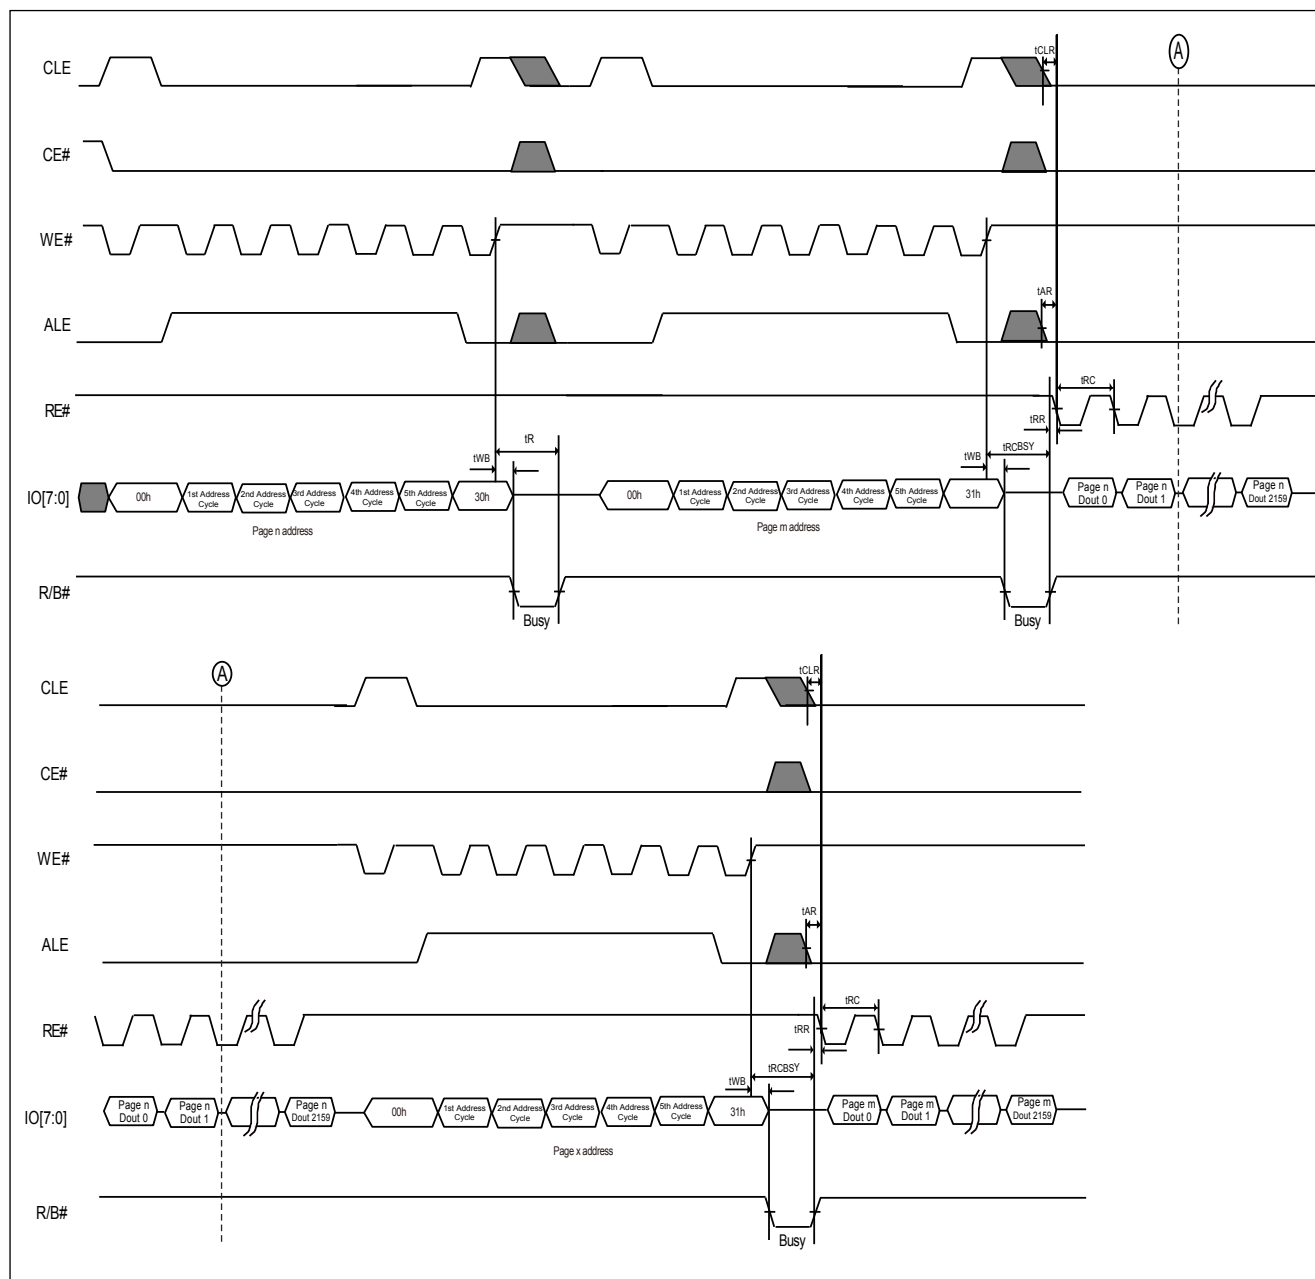 tCLR
A
CLE
CE#
WE#
tAR
ALE
tRC
RE#
tRR
tR
tRCBSY
tWB
tWB
IO[7:0]
00h
1st Address Cycle
2nd Address Cycle
3rd Address Cycle
4th Address Cycle
5th Address Cycle
30h
00h
1st Address Cycle
2nd Address Cycle
3rd Address Cycle
4th Address Cycle
5th Address Cycle
31h
Page n Dout 0
Page n Dout 1
Page n Dout 2159
Page n address
Page m address
R/B#
Busy
Busy
A
tCLR
CLE
CE#
WE#
tAR
ALE
tRC
RE#
tRR
tRCBSY
tWB
IO[7:0]
Page n Dout 0
Page n Dout 1
Page n Dout 2159
00h
1st Address Cycle
2nd Address Cycle
3rd Address Cycle
4th Address Cycle
5th Address Cycle
31h
Page m Dout 0
Page m Dout 1
Page m Dout 2159
Page x address
R/B#
Busy